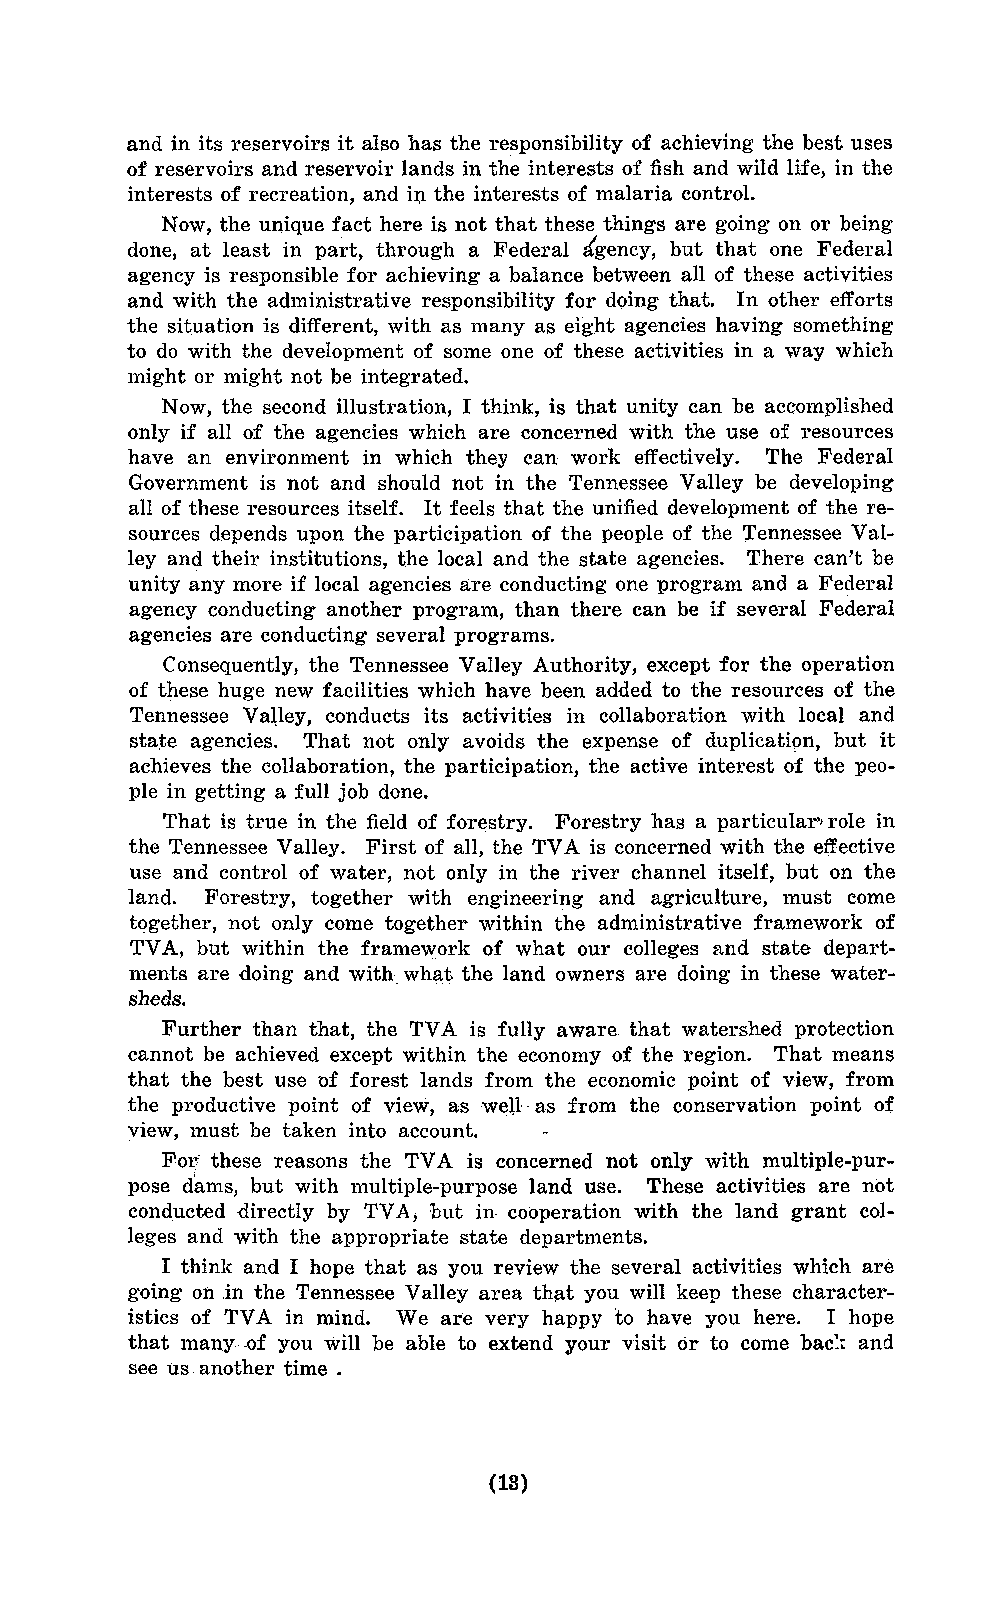 and in its reservoirs it also has the responsibility of achieving the best uses
of reservoirs and reservoir lands in the interests of fish and wild life, in the
interests of recreation, and in the interests of malaria control.
Now, the unique fact here is not that these things are going on or being
done, at least in part, through a Federal agency, but that one Federal
agency is responsible for achieving a balance between all of these activities
and with the administrative responsibility for doing that. In other efforts
the situation is different, with as many as eight agencies having something
to do with the development of some one of these activities in a way which
might or might not be integrated.
Now, the second illustration, I think, is that unity can be accomplished
only if all of the agencies which are concerned with the use of resources
have an environment in which they can work effectively. The Federal
Government is not and should not in the Tennessee Valley be developing
all of these resources itself. It feels that the unified development of the re-
sources depends upon the participation of the people of the Tennessee Val-
ley and their institutions, the local and the state agencies. There can't be
unity any more if local agencies are conducting one program and a Federal
agency conducting another program, than there can be if several Federal
agencies are conducting several programs.
Consequently, the Tennessee Valley Authority, except for the operation
of these huge new facilities which have been added to the resources of the
Tennessee Valley, conducts its activities in collaboration with local and
state agencies. That not only avoids the expense of duplication, but it
achieves the collaboration, the participation, the active interest of the peo-
ple in getting a full job done.
That is true in the field of forestry. Forestry has a particular role in
the Tennessee Valley. First of all, the TVA is concerned with the effective
use and control of water, not only in the river channel itself, but on the
land. Forestry, together with engineering and agriculture, must come
together, not only come together within the administrative framework of
TVA, but within the framework of what our colleges and state depart-
ments are doing and with what the land owners are doing in these water-
sheds.
Further than that, the TVA is fully aware that watershed protection
cannot be achieved except within the economy of the region. That means
that the best use of forest lands from the economic point of view, from
the productive point of view, as well as from the conservation point of
view, must be taken into account.
For these reasons the TVA is concerned not only with multiple-pur-
pose dams, but with multiple-purpose land use. These activities are not
conducted directly by TVA, but in cooperation with the land grant col-
leges and with the appropriate state departments.
I think and I hope that as you review the several activities which are
going on in the Tennessee Valley area that you will keep these character-
istics of TVA in mind. We are very happy to have you here. I hope
that many of you will be able to extend your visit or to come back and
see us another time .
(13)